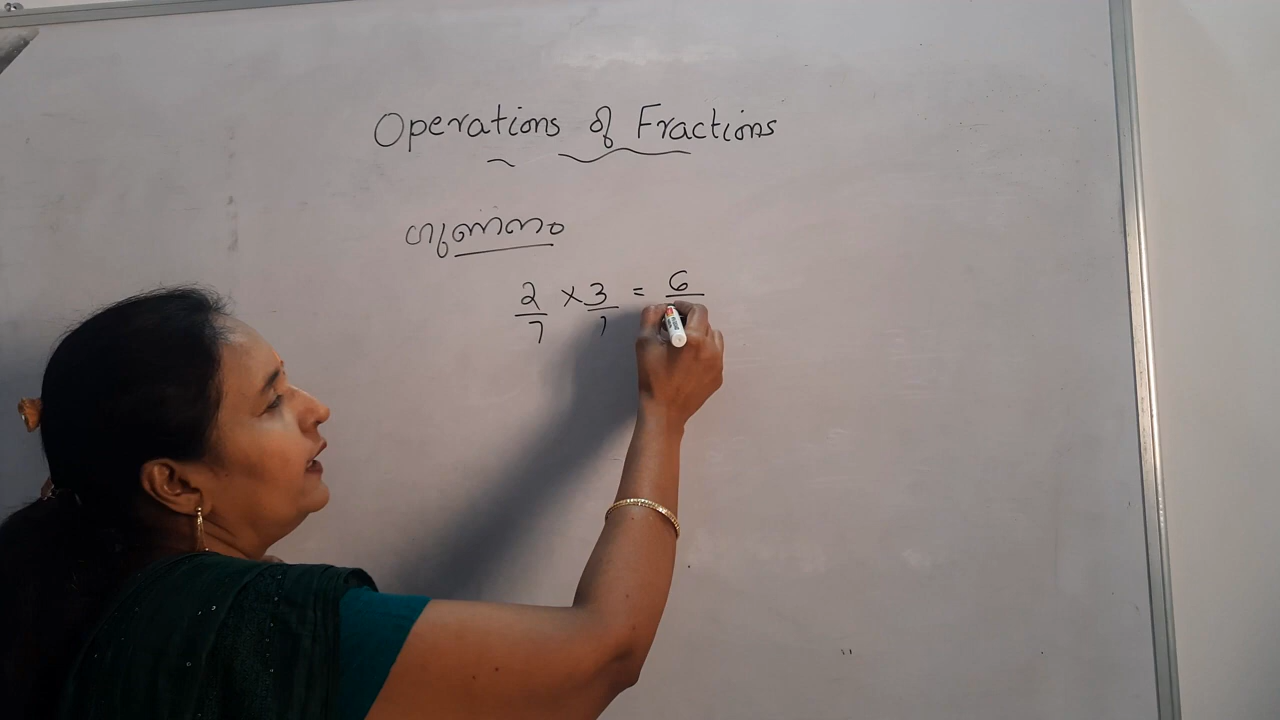 Operations of Fractions
ഗുണനം
2/7 × 3/7 = 6/